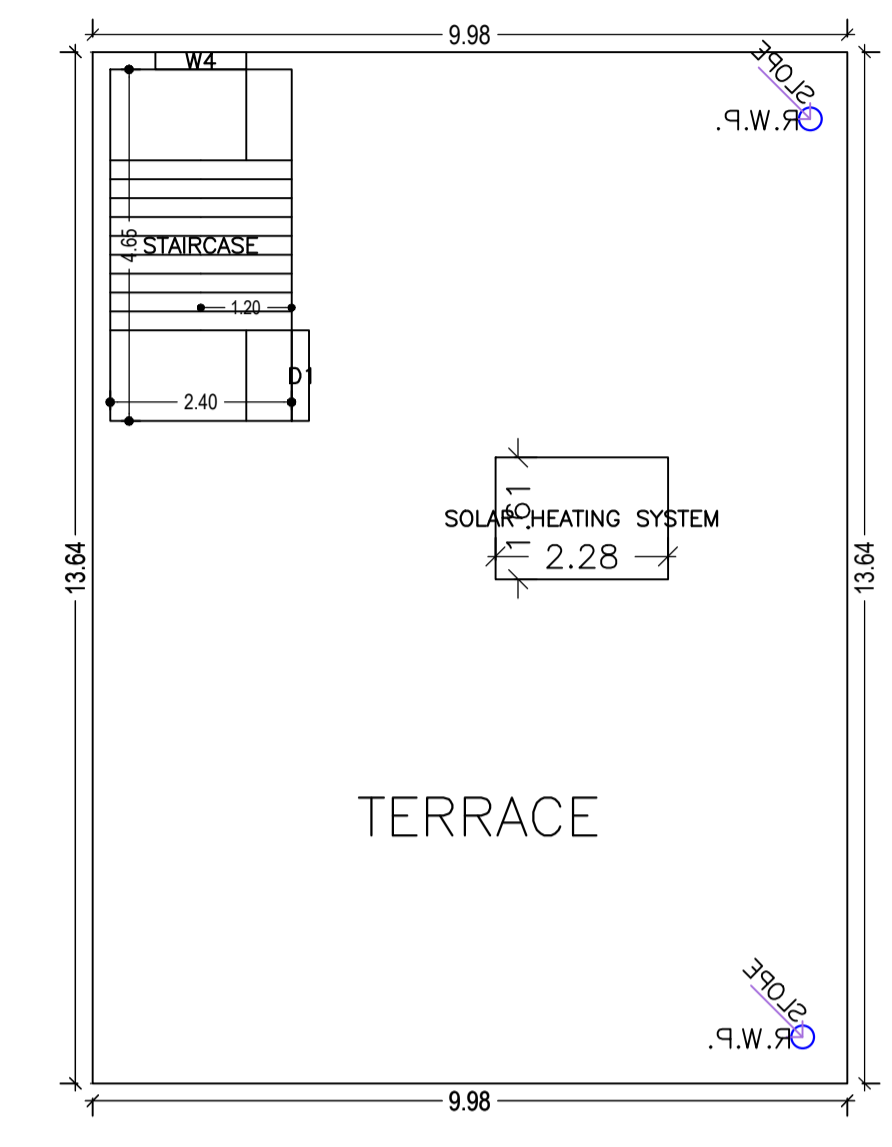 9.98
W4
SLOPE
R.W.P.
4.65
STAIRCASE
1.20
D1
2.40
1.61
SOLAR HEATING SYSTEM
2.28
13.64
13.64
TERRACE
SLOPE
R.W.P.
9.98